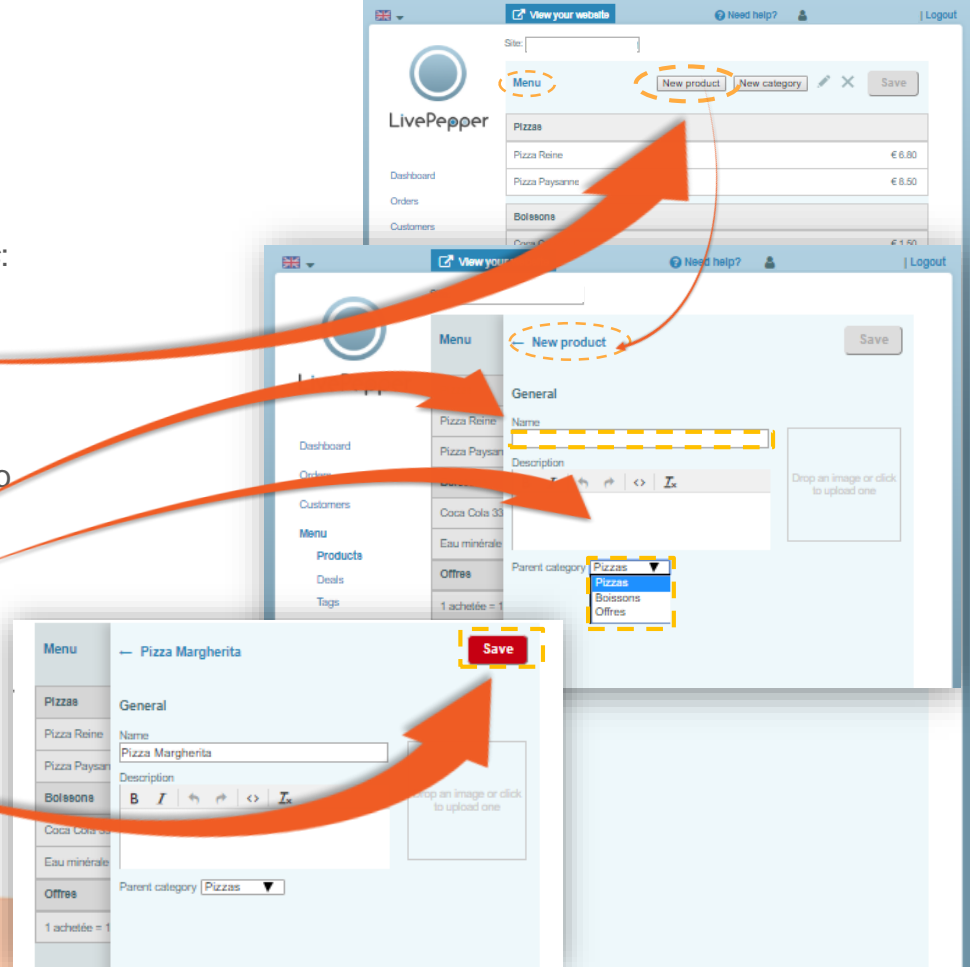 View your website
Need help?
| Logout
Site:
Menu
New product
New category
Save
LivePepper
Pizzas
Pizza Reine
€ 6.80
Dashboard
Pizza Paysanne
€ 8.50
Orders
Boissons
Customers
€ 1.50
View
Need help?
| Logout
Menu
← New product
Save
General
Pizza Reine
Name
Dashboard
Pizza Paysan
Description
Drop an image or click
to upload one
Customers
Coca Cola 33
Menu
Eau minérale
Products
Parent category
Pizzas
Deals
Offres
Pizzas
Boissons
Offres
Tags
1 achetée = 1
Menu
← Pizza Margherita
Save
Pizzas
General
Pizza Reine
Name
Pizza Margherita
Pizza Paysan
Description
Boissons
B I
Drop an image or click
to upload one
Coca Cola 33
Eau minérale
Offres
Parent category
Pizzas
1 achetée = 1